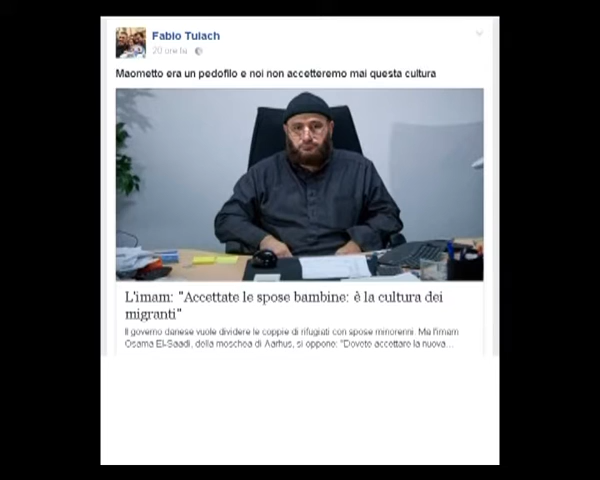 Fabio Tuiach
20 ore fa
Maometto era un pedofilo e noi non accetteremo mai questa cultura
L'imam: "Accettate le spose bambine: è la cultura dei
migranti"
Il governo danese vuole dividere le coppie di rifugiati con spose minorenni. Ma l'imam
Osama El-Saadi, della moschea di Aarhus, si oppone: "Dovete accettare la nuova...